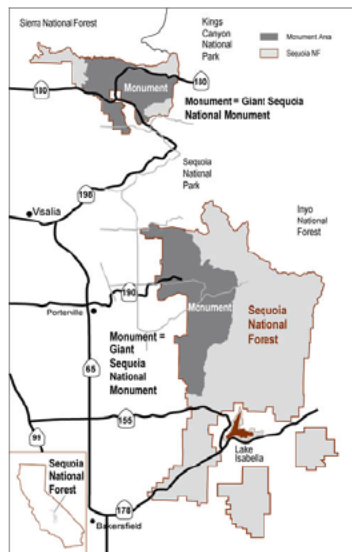 Sierra National Forest
Kings
Canyon
National
Park
Monument Area
Sequoia NF
180
Monument
180
Monument = Giant Sequoia
National Monument
Sequoia
National
Park
198
Visalia
Inyo
National
Forest
190
Porterville
Monument
Sequoia
National
Forest
Monument =
Giant
Sequoia
National
Monument
65
99
155
Lake
Isabella
Sequoia
National
Forest
178
Bakersfield